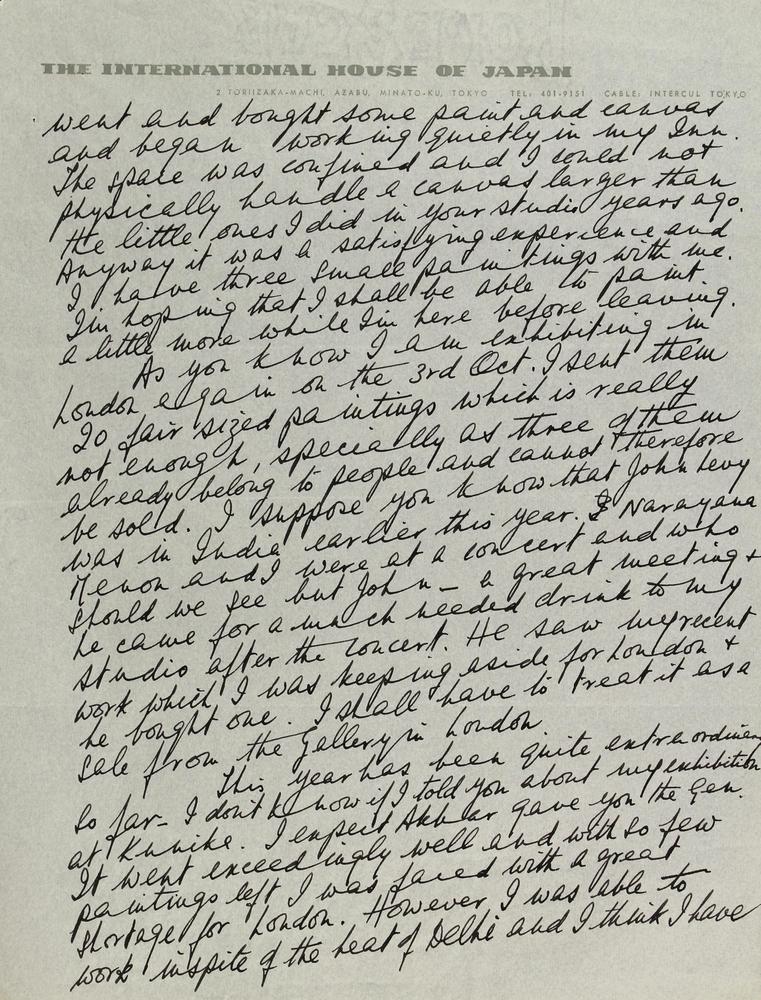 THE INTERNATIONAL HOUSE OF JAPAN
2 TORIIZAKA-MACHI, AZABU, MINATO-KU, TOKYO TEL: 401-9151 CABLE: INTERCUL TOKYO
went and bought some paint and canvas
and began working quietly in my Inn.
The space was confined and I could not
physically handle a canvas larger than
the little ones I did in your studio years ago.
Anyway it was a satisfying experience and
I have three small paintings with me.
I'm hoping that I shall be able to paint
a little more while I'm here before leaving.
As you know I am exhibiting in
London again on the 3rd Oct. I sent them
20 fair sized paintings which is really
not enough, specially as three of them
already belong to people and cannot therefore
be sold. I suppose you know that John Levy
was in India earlier this year. Narayana
Menon and I were at a concert and who
should we see but John — a great meeting +
he came for a much needed drink to my
studio after the concert. He saw my recent
work which I was keeping aside for London +
he bought one. I shall have to treat it as a
sale from the Gallery in London
This year has been quite extraordinary
so far — I don't know if I told you about my exhibition
at Kunike. I expect Akbar gave you the Gen.
It went exceedingly well and with so few
paintings left I was faced with a great
shortage for London. However I was able to
work inspite of the heat of Delhi and I think I have